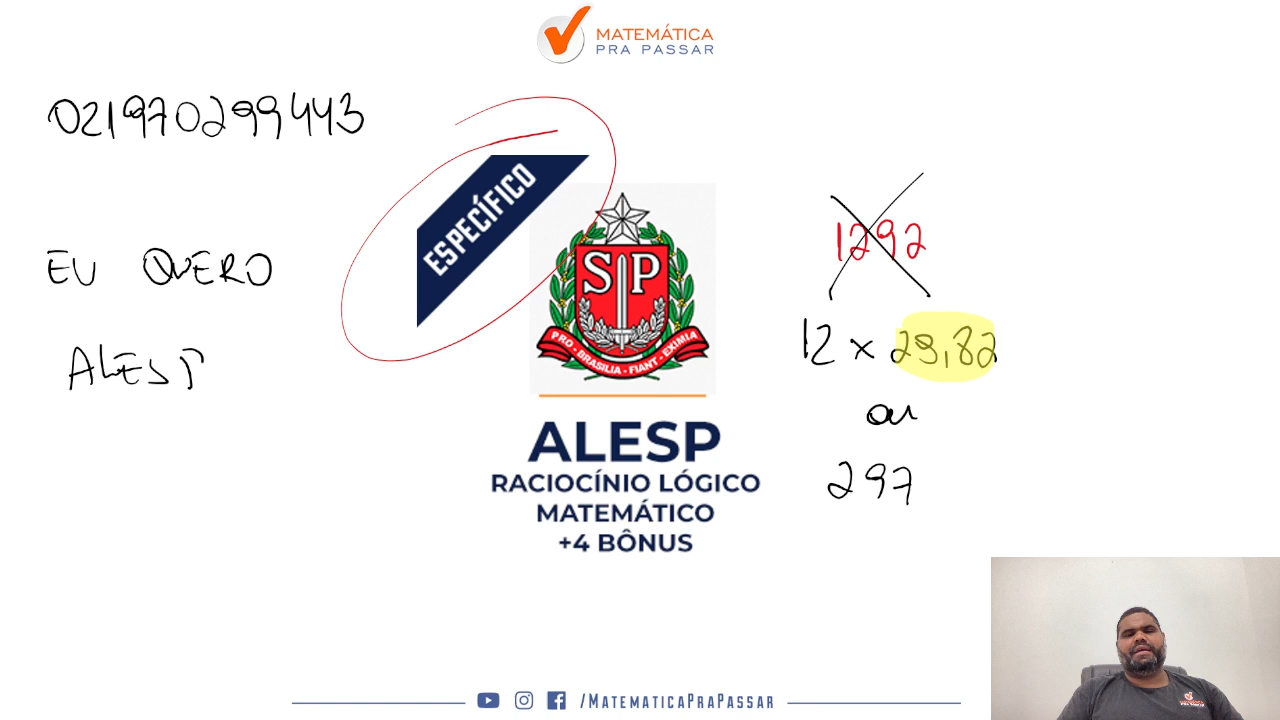 MATEMÁTICA
PRA PASSAR
021970299443
ESPECÍFICO
EU QUERO
ALESP
SP
PRO - BRASILIA - FIANT - EXIMIA
1292
12 x 29,82
ou
297
ALESP
RACIOCÍNIO LÓGICO
MATEMÁTICO
+4 BÔNUS
/MATEMATICAPRAPASSAR